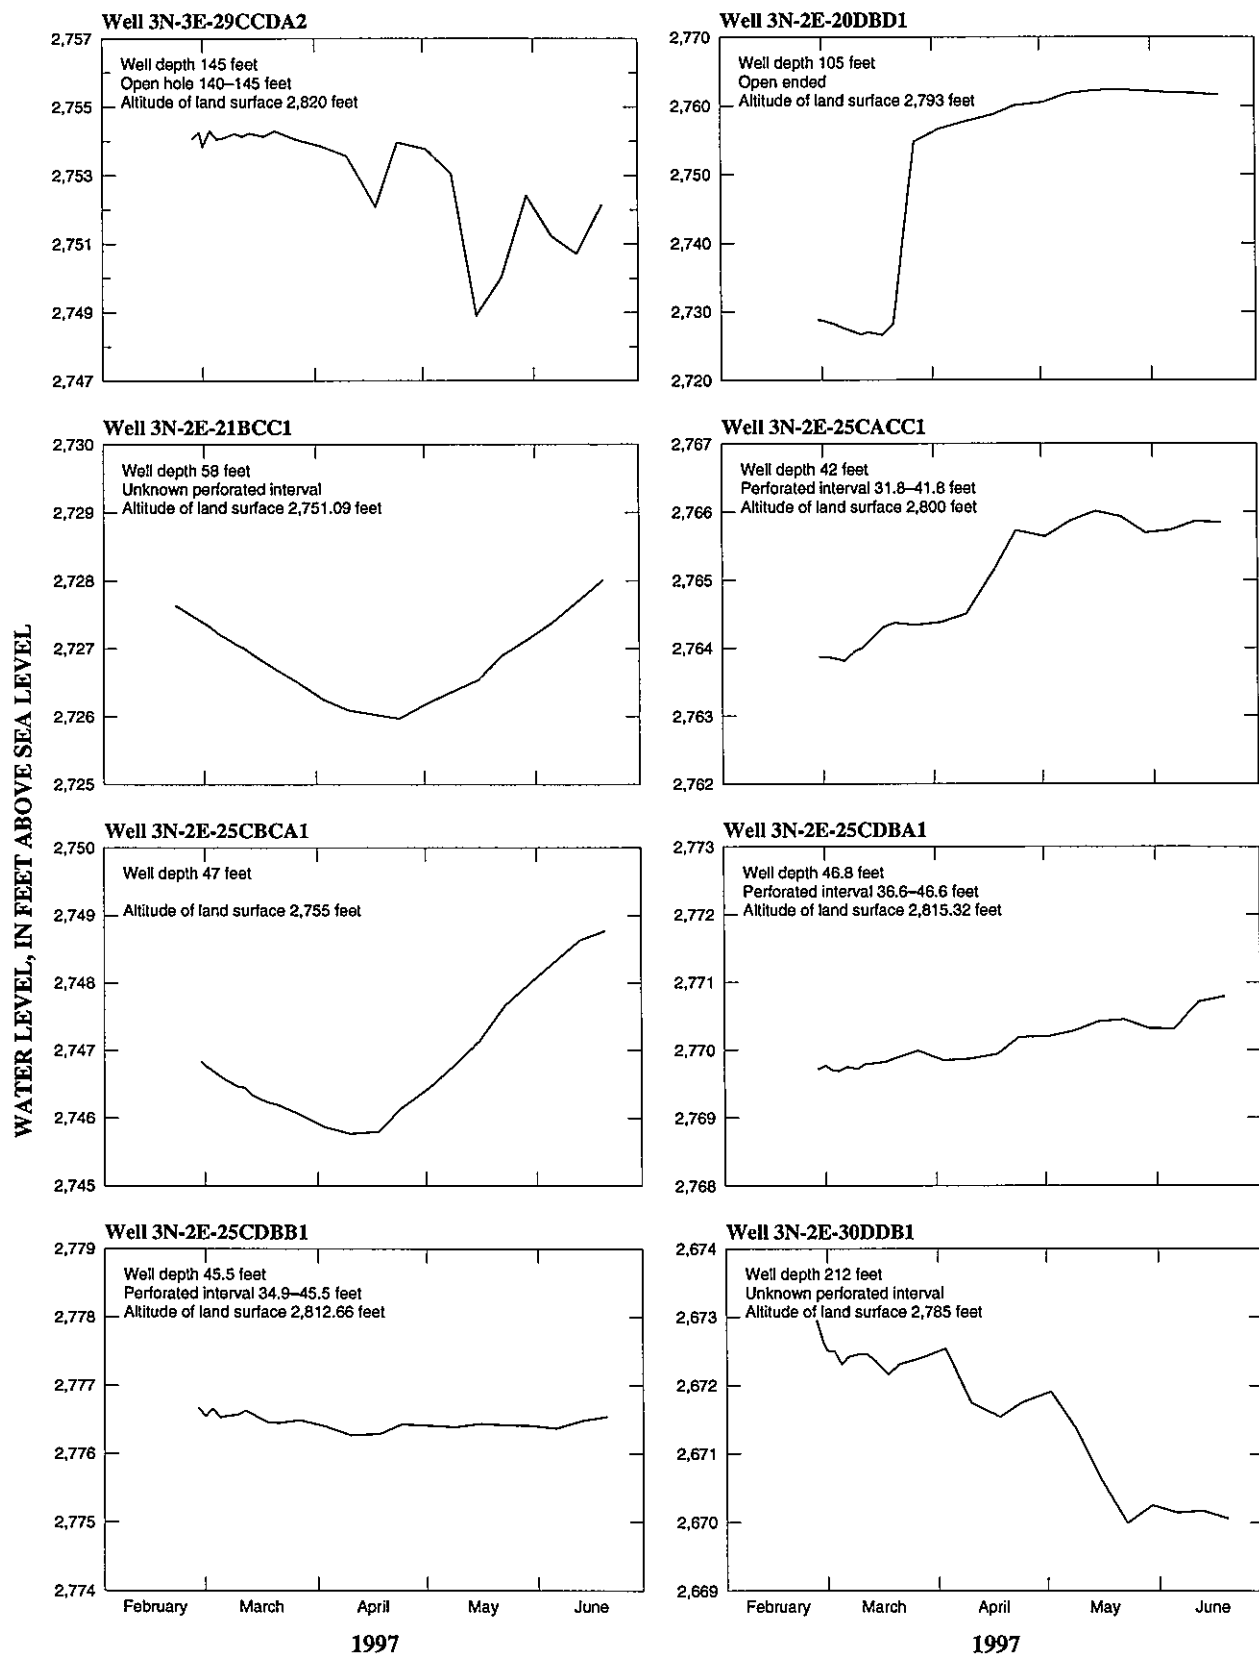 WATER LEVEL, IN FEET ABOVE SEA LEVEL
Well 3N-3E-29CCDA2
2,757
2,755
2,753
2,751
2,749
2,747
Well depth 145 feet
Open hole 140–145 feet
Altitude of land surface 2,820 feet
Well 3N-2E-20DBD1
2,770
2,760
2,750
2,740
2,730
2,720
Well depth 105 feet
Open ended
Altitude of land surface 2,793 feet
Well 3N-2E-21BCC1
2,730
2,729
2,728
2,727
2,726
2,725
Well depth 58 feet
Unknown perforated interval
Altitude of land surface 2,751.09 feet
Well 3N-2E-25CACC1
2,767
2,766
2,765
2,764
2,763
2,762
Well depth 42 feet
Perforated interval 31.8–41.8 feet
Altitude of land surface 2,800 feet
Well 3N-2E-25CBCA1
2,750
2,749
2,748
2,747
2,746
2,745
Well depth 47 feet
Altitude of land surface 2,755 feet
Well 3N-2E-25CDBA1
2,773
2,772
2,771
2,770
2,769
2,768
Well depth 46.8 feet
Perforated interval 36.6–46.6 feet
Altitude of land surface 2,815.32 feet
Well 3N-2E-25CDBB1
2,779
2,778
2,777
2,776
2,775
2,774
Well depth 45.5 feet
Perforated interval 34.9–45.5 feet
Altitude of land surface 2,812.66 feet
February March April May June
1997
Well 3N-2E-30DDB1
2,674
2,673
2,672
2,671
2,670
2,669
Well depth 212 feet
Unknown perforated interval
Altitude of land surface 2,785 feet
February March April May June
1997